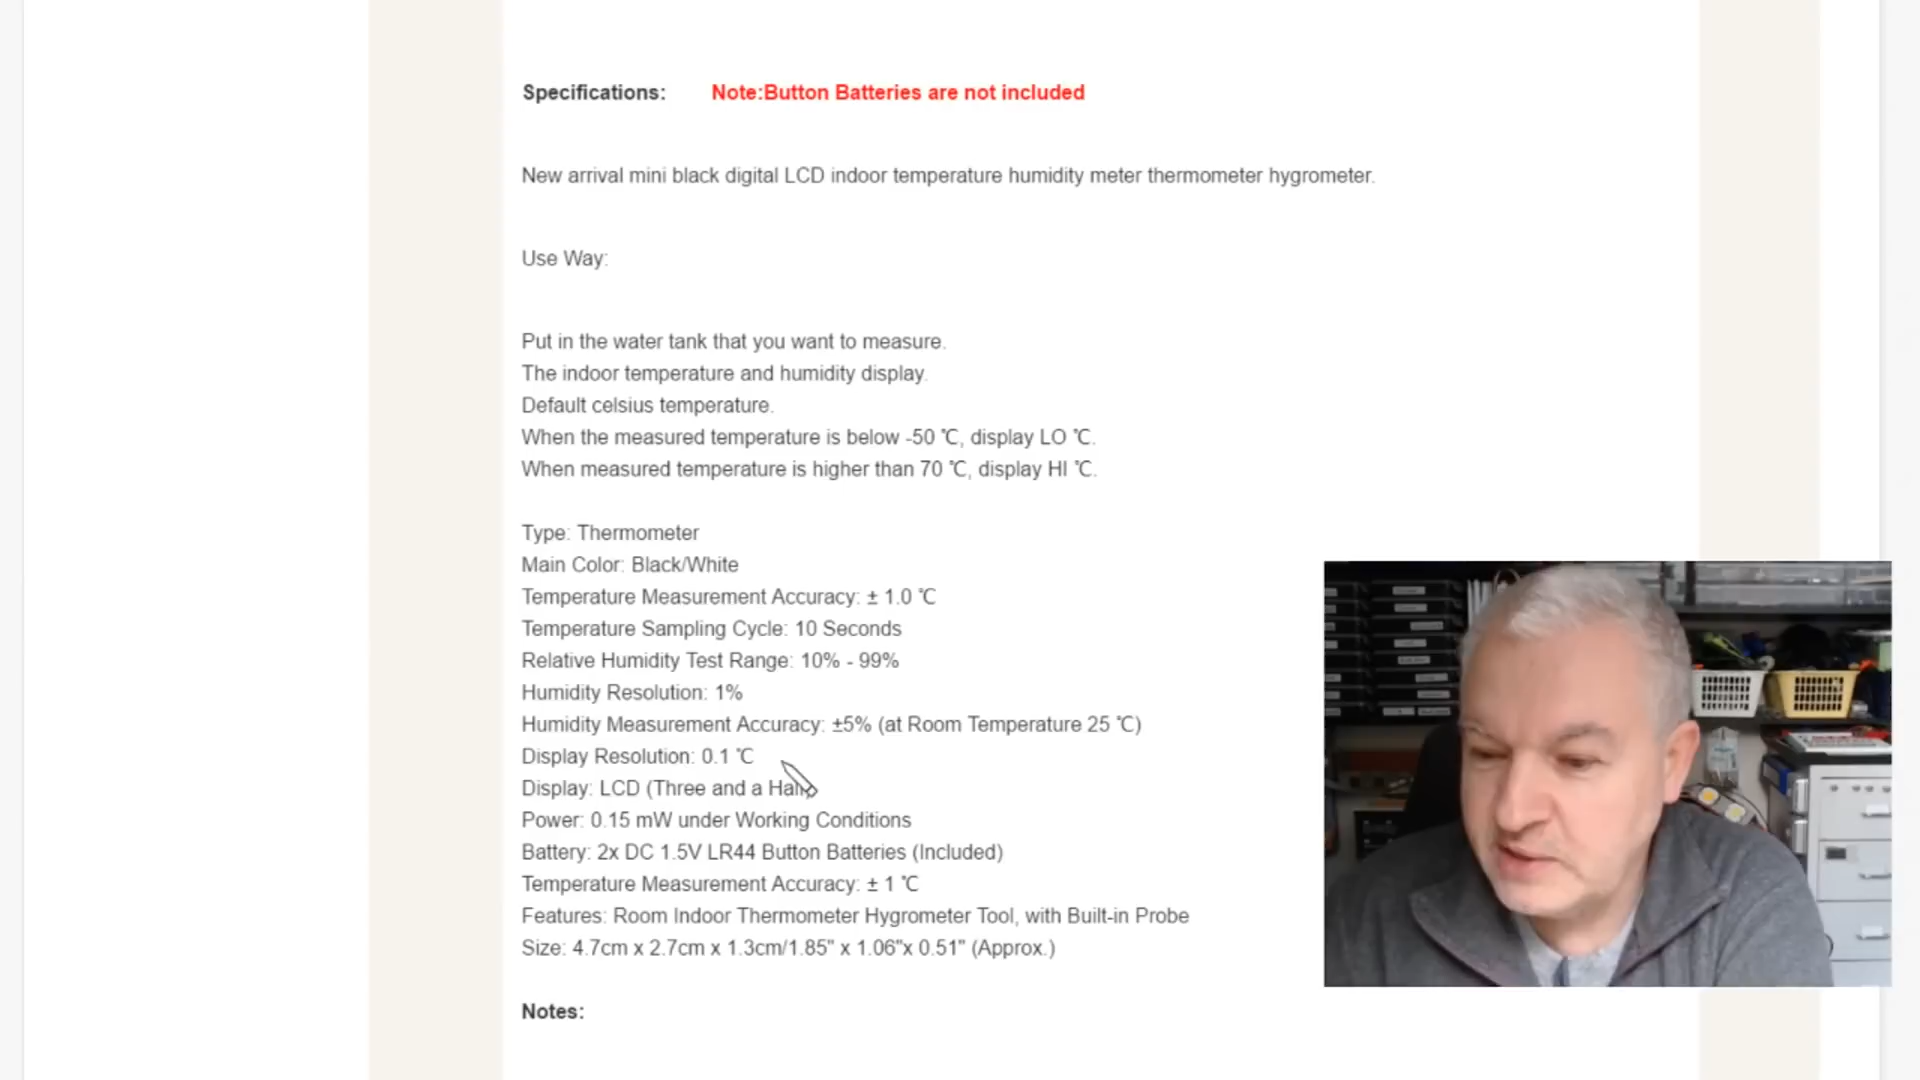 Specifications: Note:Button Batteries are not included
New arrival mini black digital LCD indoor temperature humidity meter thermometer hygrometer.
Use Way:
Put in the water tank that you want to measure.
The indoor temperature and humidity display.
Default celsius temperature.
When the measured temperature is below -50 ℃, display LO ℃.
When measured temperature is higher than 70 ℃, display HI ℃.
Type: Thermometer
Main Color: Black/White
Temperature Measurement Accuracy: ± 1.0 ℃
Temperature Sampling Cycle: 10 Seconds
Relative Humidity Test Range: 10% - 99%
Humidity Resolution: 1%
Humidity Measurement Accuracy: ±5% (at Room Temperature 25 ℃)
Display Resolution: 0.1 ℃
Display: LCD (Three and a
Power: 0.15 mW under Working Conditions
Battery: 2x DC 1.5V LR44 Button Batteries (Included)
Temperature Measurement Accuracy: ± 1 ℃
Features: Room Indoor Thermometer Hygrometer Tool, with Built-in Probe
Size: 4.7cm x 2.7cm x 1.3cm/1.85" x 1.06"x 0.51" (Approx.)
Notes: